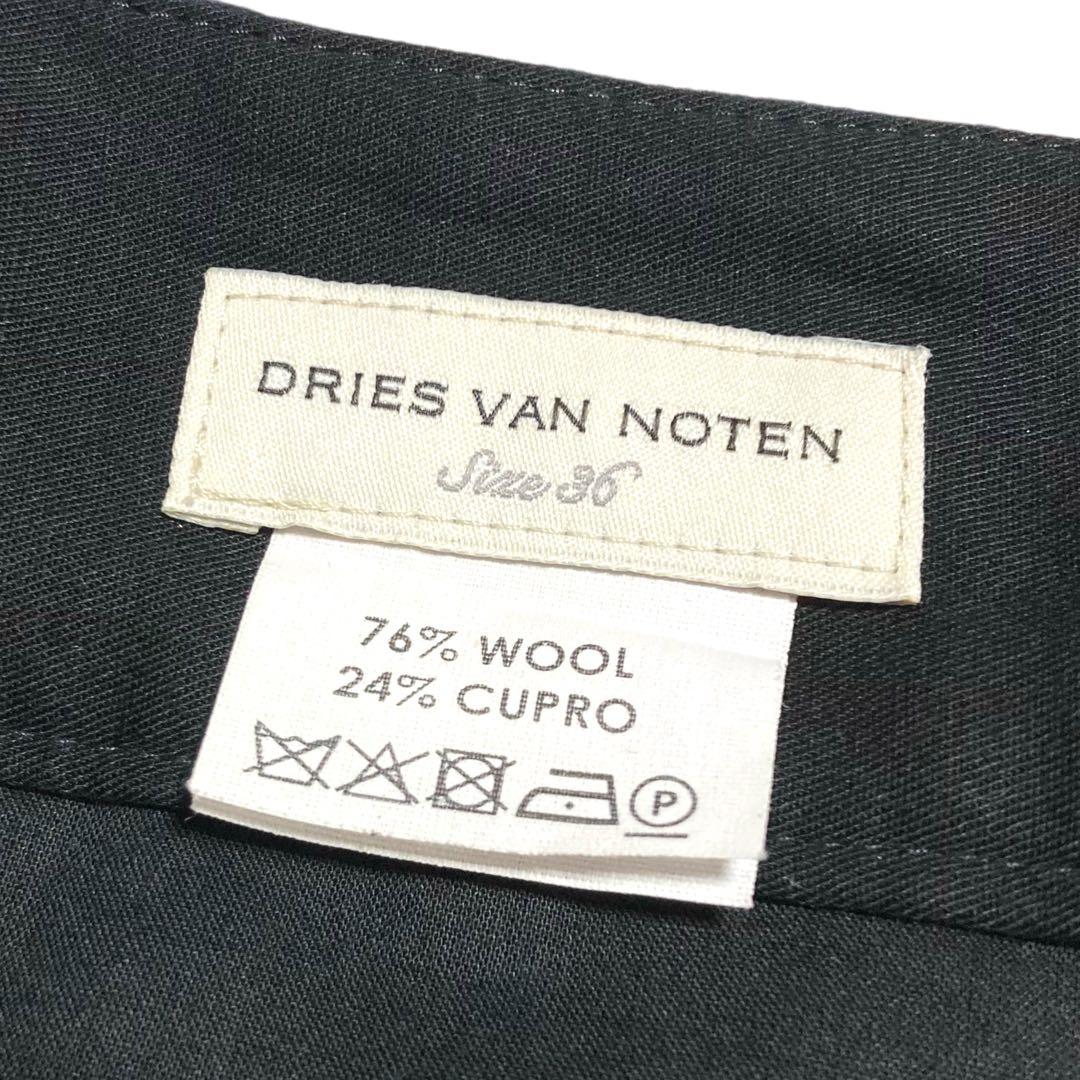 DRIES VAN NOTEN
Size 36
76% WOOL
24% CUPRO
P